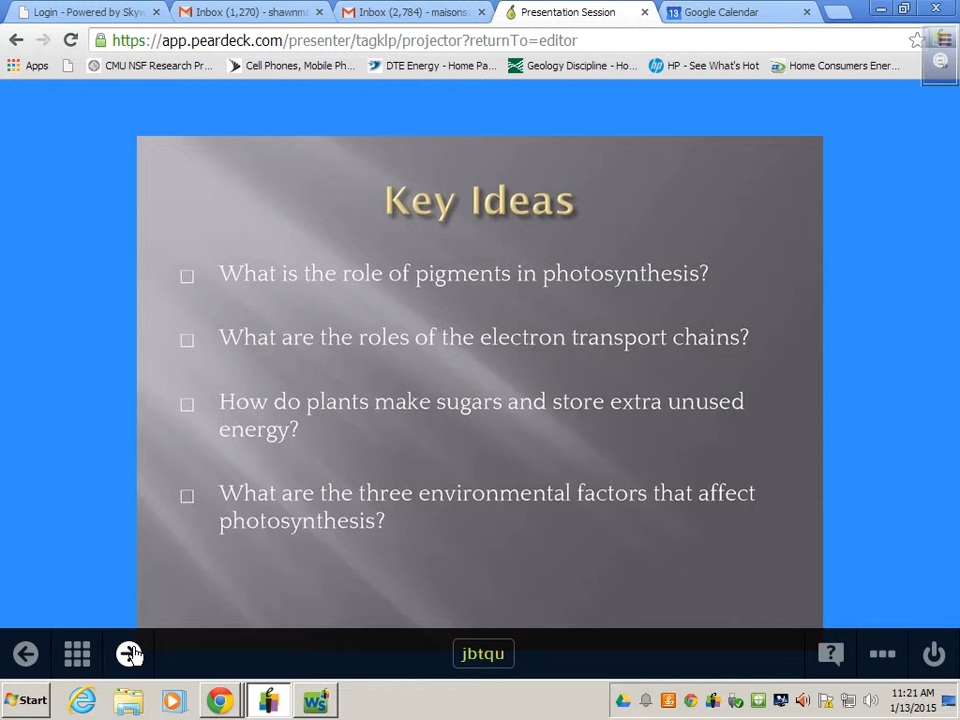 Login - Powered by Skyw
Inbox (1,270) - shawnma
Inbox (2,784) - maisons
Presentation Session
Google Calendar
https://app.peardeck.com/presenter/tagklp/projector?returnTo=editor
Apps
CMU NSF Research Pr...
Cell Phones, Mobile Ph...
DTE Energy - Home Pa...
Geology Discipline - Ho...
HP - See What's Hot
Home Consumers Ener...
Key Ideas
What is the role of pigments in photosynthesis?
What are the roles of the electron transport chains?
How do plants make sugars and store extra unused
energy?
What are the three environmental factors that affect
photosynthesis?
jbtqu
Start
11:21 AM
1/13/2015